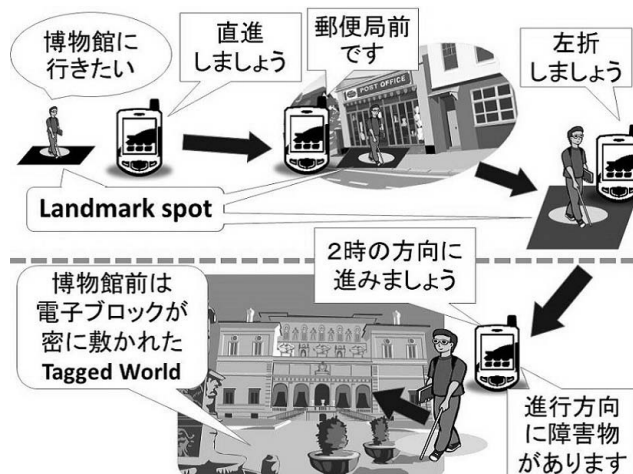 博物館に
行きたい
直進
しましょう
郵便局前
です
POST OFFICE
左折
しましょう
Landmark spot
2時の方向に
進みましょう
博物館前は
電子ブロックが
密に敷かれた
Tagged World
進行方向
に障害物
があります